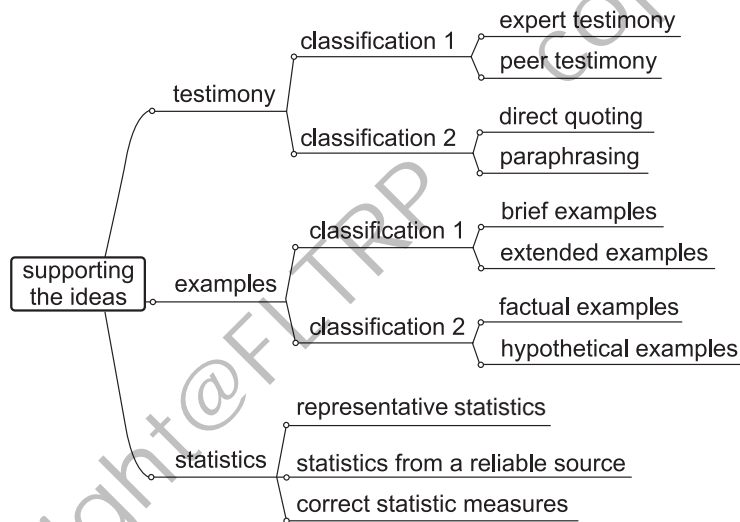 supporting
the ideas
testimony
classification 1
expert testimony
peer testimony
classification 2
direct quoting
paraphrasing
examples
classification 1
brief examples
extended examples
classification 2
factual examples
hypothetical examples
statistics
representative statistics
statistics from a reliable source
correct statistic measures